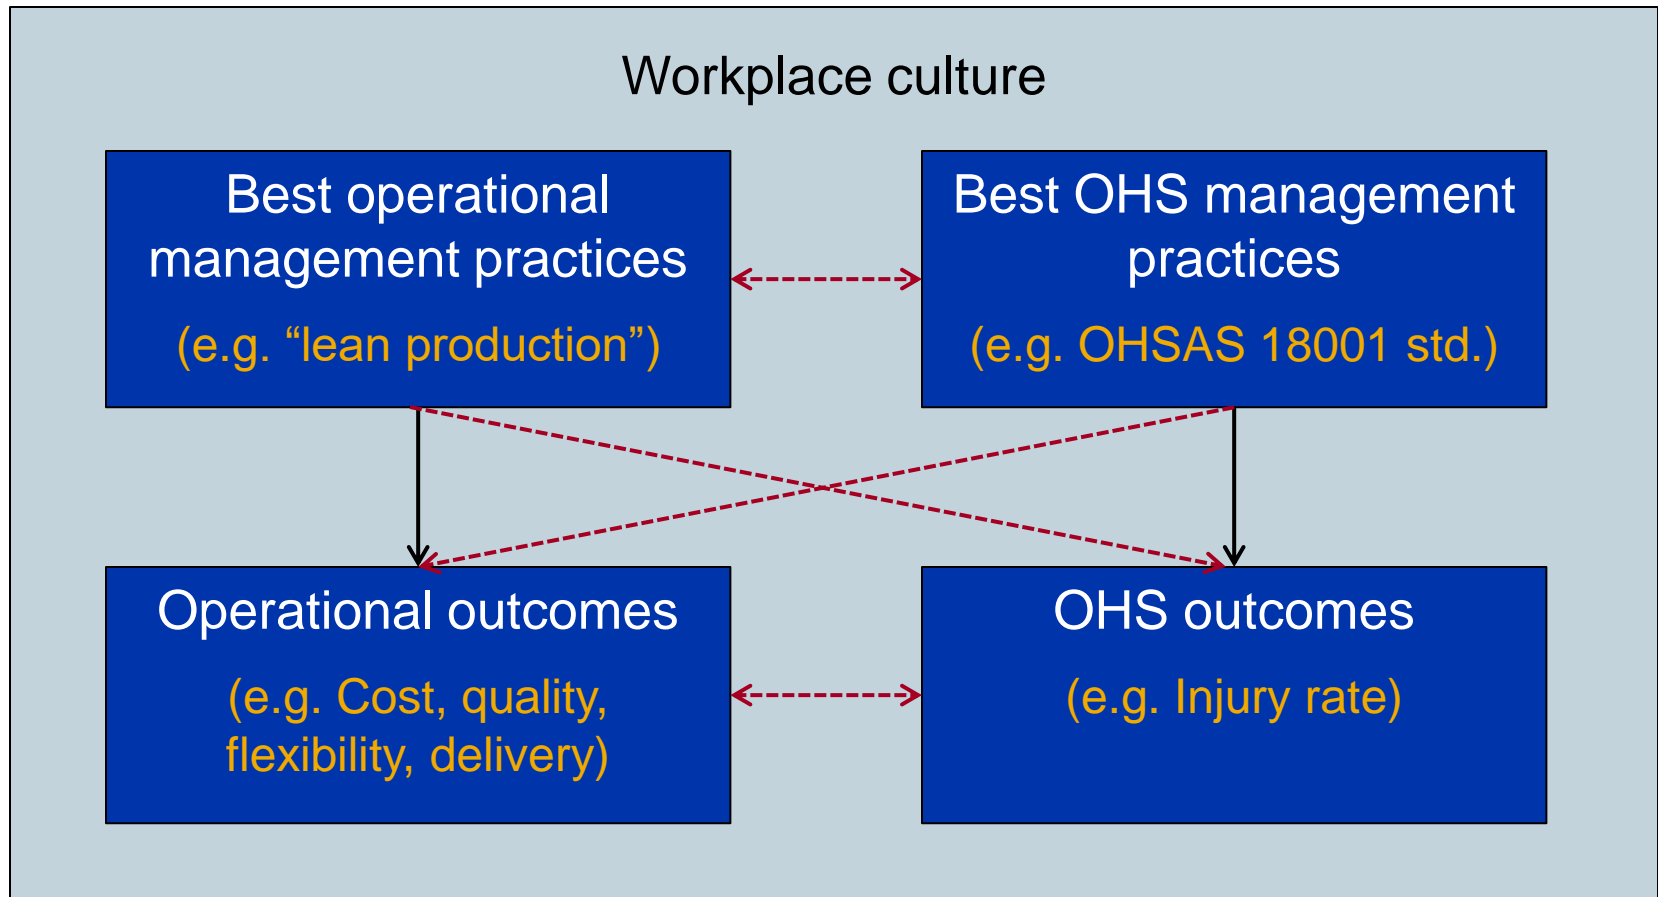 Workplace culture
Best operational
management practices
(e.g. “lean production”)
Best OHS management
practices
(e.g. OHSAS 18001 std.)
Operational outcomes
(e.g. Cost, quality,
flexibility, delivery)
OHS outcomes
(e.g. Injury rate)